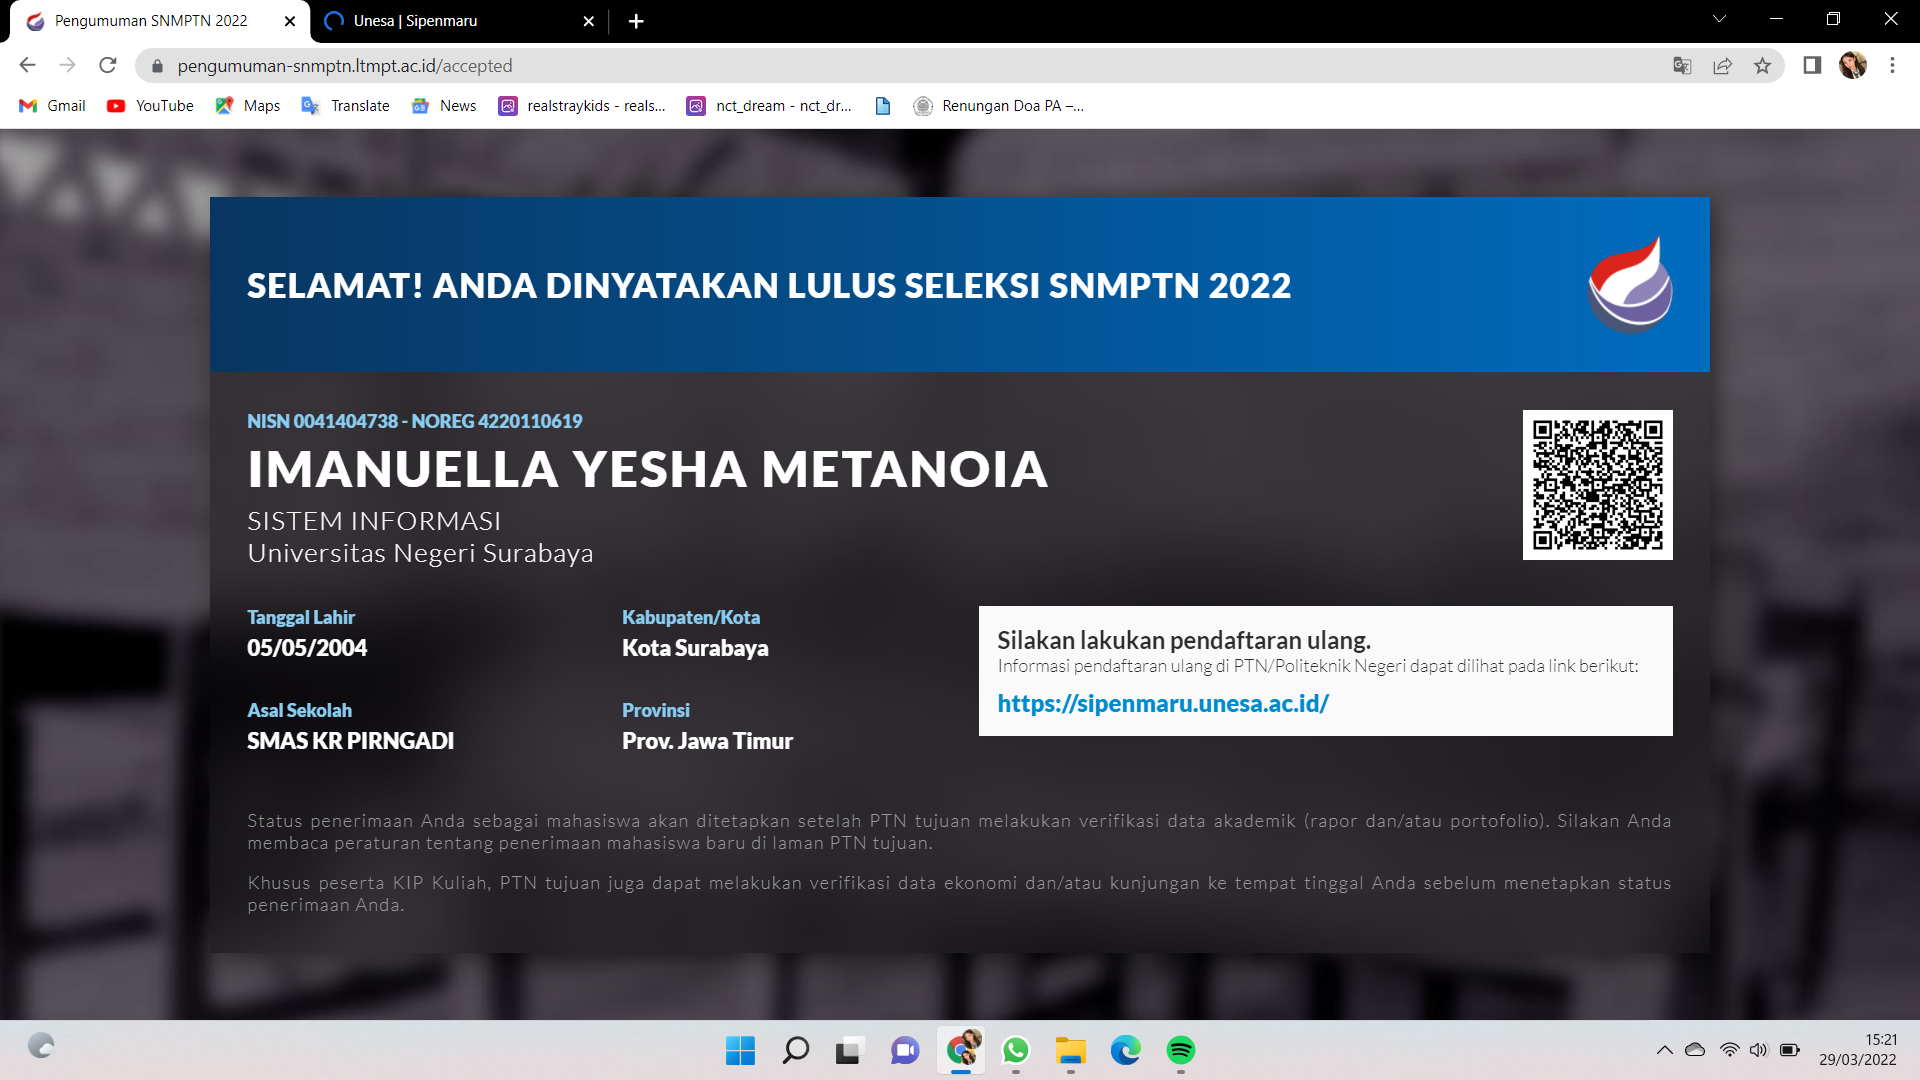 Pengumuman SNMPTN 2022
Unesa | Sipenmaru
pengumuman-snmptn.ltmpt.ac.id/accepted
Gmail
YouTube
Maps
Translate
News
realstraykids - reals...
nct_dream - nct_dr...
Renungan Doa PA –...
SELAMAT! ANDA DINYATAKAN LULUS SELEKSI SNMPTN 2022
NISN 0041404738 - NOREG 4220110619
IMANUELLA YESHA METANOIA
SISTEM INFORMASI
Universitas Negeri Surabaya
Tanggal Lahir
05/05/2004
Kabupaten/Kota
Kota Surabaya
Asal Sekolah
SMAS KR PIRNGADI
Provinsi
Prov. Jawa Timur
Silakan lakukan pendaftaran ulang.
Informasi pendaftaran ulang di PTN/Politeknik Negeri dapat dilihat pada link berikut:
https://sipenmaru.unesa.ac.id/
Status penerimaan Anda sebagai mahasiswa akan ditetapkan setelah PTN tujuan melakukan verifikasi data akademik (rapor dan/atau portofolio). Silakan Anda
membaca peraturan tentang penerimaan mahasiswa baru di laman PTN tujuan.
Khusus peserta KIP Kuliah, PTN tujuan juga dapat melakukan verifikasi data ekonomi dan/atau kunjungan ke tempat tinggal Anda sebelum menetapkan status
penerimaan Anda.
15:21
29/03/2022